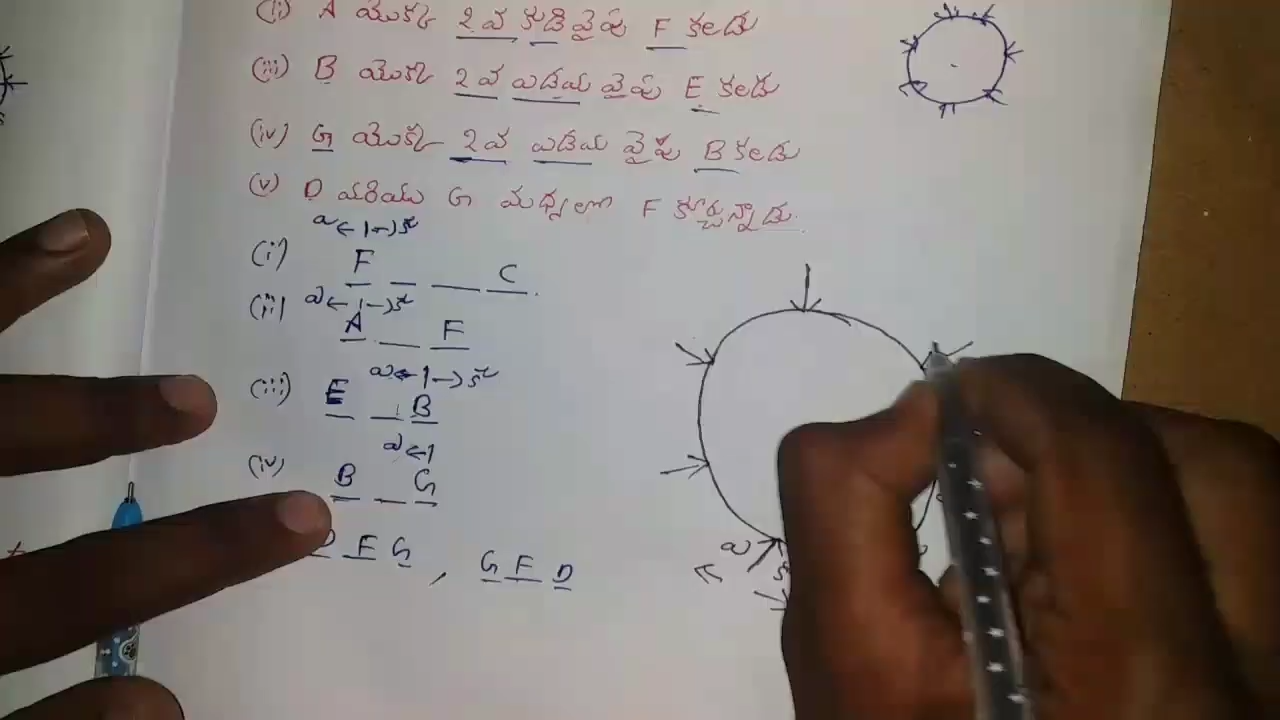 (ii) A యొక్క 2వ కుడివైపు F కలదు
(iii) B యొక్క 2వ ఎడమ వైపు E కలదు
(iv) G యొక్క 2వ ఎడమ వైపు B కలదు
(v) D మరియు G మధ్యలో F కూర్చున్నాడు.
ఎ←|→కు
(i) F _ _ C
(ii) A _ F
(iii) E _ B
(iv) B _ G
D F G, G F D